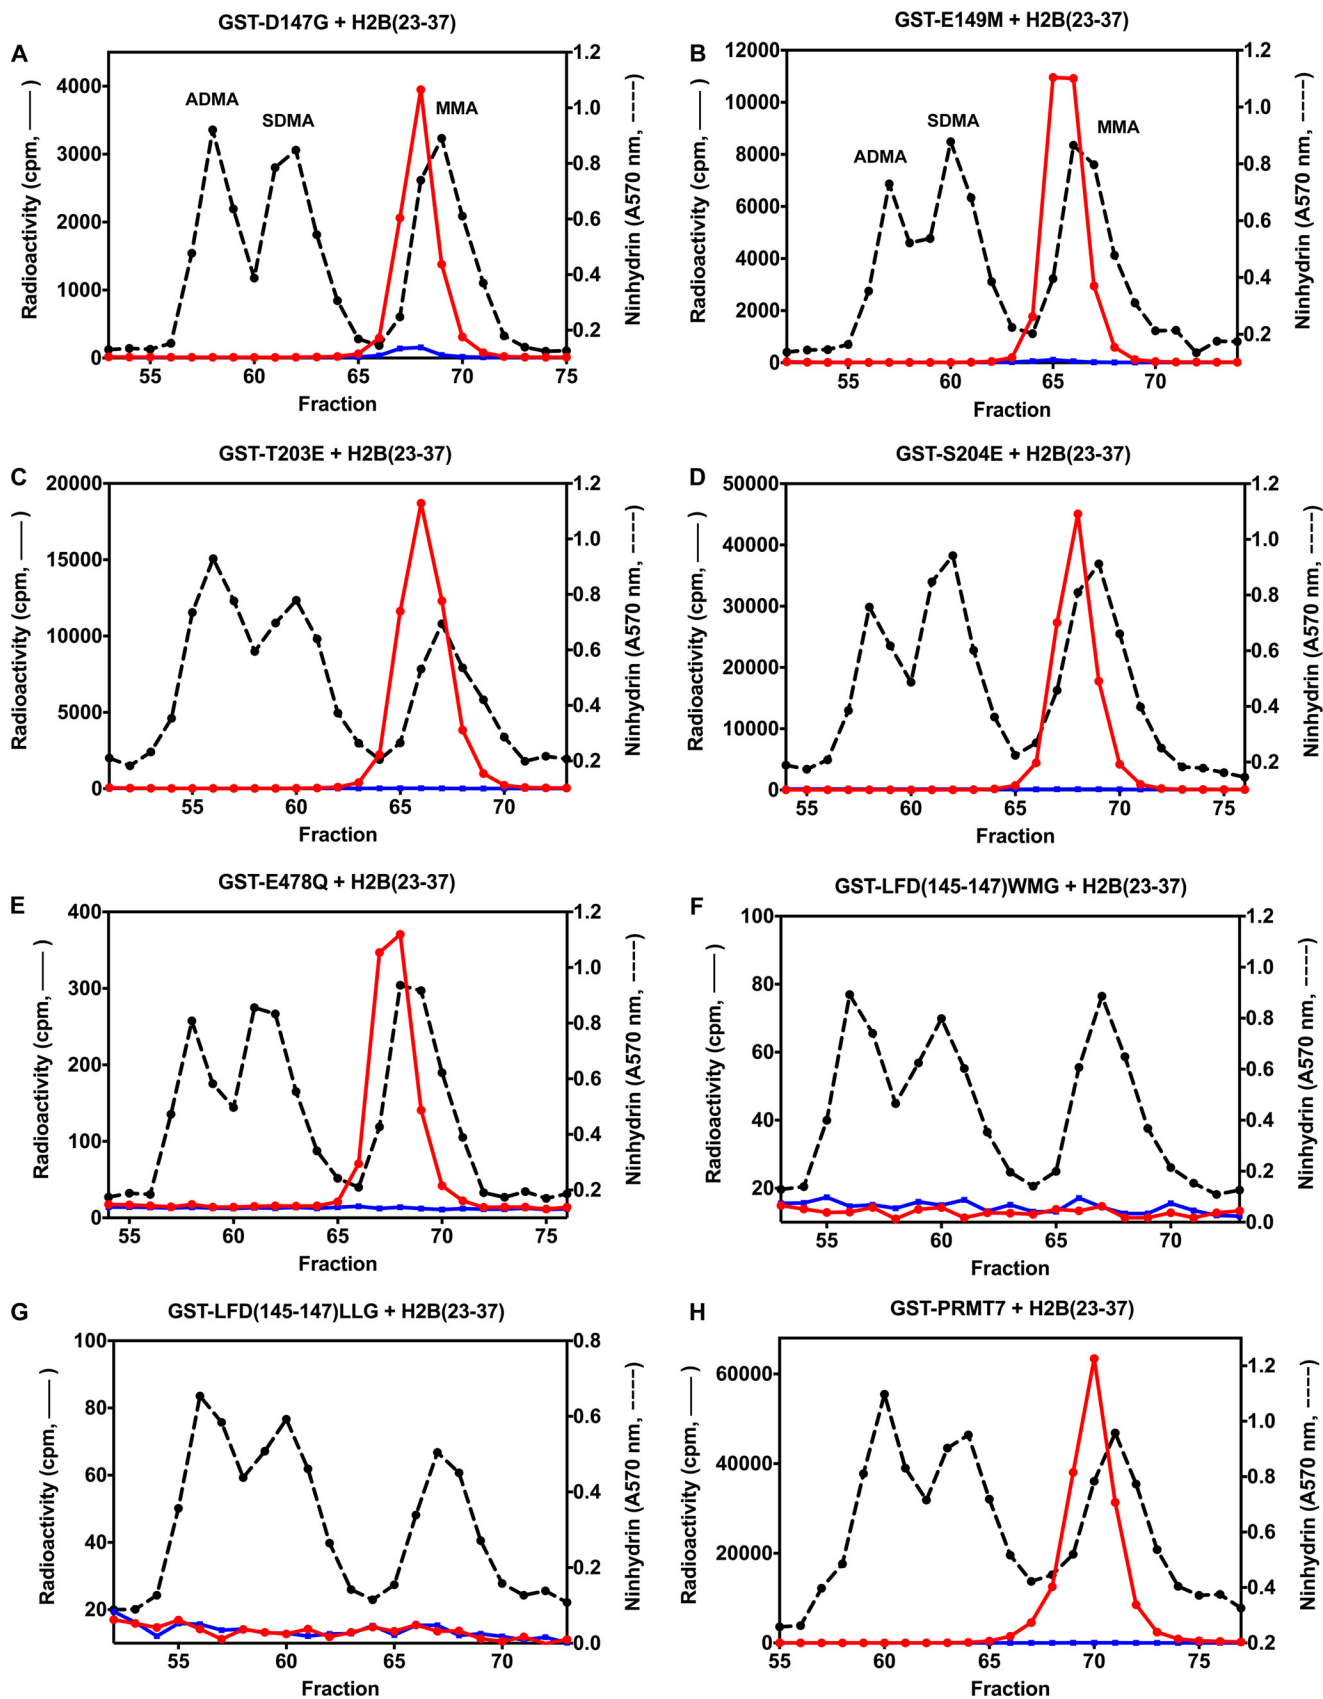 GST-D147G + H2B(23-37)
A
Radioactivity (cpm, ——)
4000
3000
2000
1000
0
ADMA
SDMA
MMA
1.2
1.0
0.8
0.6
0.4
0.2
Ninhydrin (A570 nm, ----)
55 60 65 70 75
Fraction
GST-E149M + H2B(23-37)
B
Radioactivity (cpm, ——)
12000
10000
8000
6000
4000
2000
0
ADMA
SDMA
MMA
1.2
1.0
0.8
0.6
0.4
0.2
Ninhydrin (A570 nm, ----)
55 60 65 70
Fraction
GST-T203E + H2B(23-37)
C
Radioactivity (cpm, ——)
20000
15000
10000
5000
0
1.2
1.0
0.8
0.6
0.4
0.2
Ninhydrin (A570 nm, ----)
55 60 65 70
Fraction
GST-S204E + H2B(23-37)
D
Radioactivity (cpm, ——)
50000
40000
30000
20000
10000
0
1.2
1.0
0.8
0.6
0.4
0.2
Ninhydrin (A570 nm, ----)
55 60 65 70 75
Fraction
GST-E478Q + H2B(23-37)
E
Radioactivity (cpm, ——)
400
300
200
100
0
1.2
1.0
0.8
0.6
0.4
0.2
Ninhydrin (A570 nm, ----)
55 60 65 70 75
Fraction
GST-LFD(145-147)WMG + H2B(23-37)
F
Radioactivity (cpm, ——)
100
80
60
40
20
1.2
1.0
0.8
0.6
0.4
0.2
0.0
Ninhydrin (A570 nm, ----)
55 60 65 70
Fraction
GST-LFD(145-147)LLG + H2B(23-37)
G
Radioactivity (cpm, ——)
100
80
60
40
20
0.8
0.6
0.4
0.2
0.0
Ninhydrin (A570 nm, ----)
55 60 65 70
Fraction
GST-PRMT7 + H2B(23-37)
H
Radioactivity (cpm, ——)
60000
40000
20000
0
1.2
1.0
0.8
0.6
0.4
0.2
Ninhydrin (A570 nm, ----)
55 60 65 70 75
Fraction